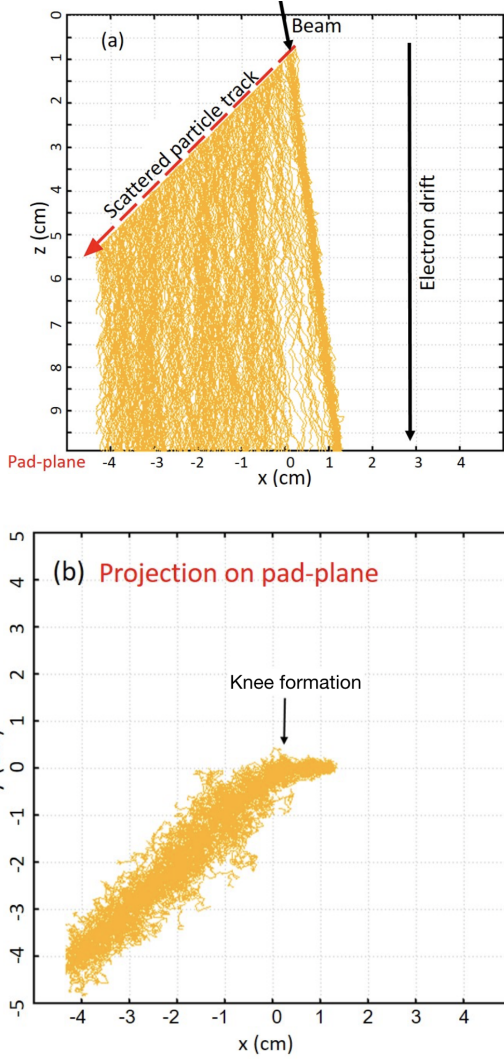 (a)
Beam
Scattered particle track
Electron drift
z (cm)
0
1
2
3
4
5
6
7
8
9
Pad-plane
-4 -3 -2 -1 0 1 2 3 4
x (cm)
(b) Projection on pad-plane
Knee formation
5
4
3
2
1
0
-1
-2
-3
-4
-5
-4 -3 -2 -1 0 1 2 3 4
x (cm)